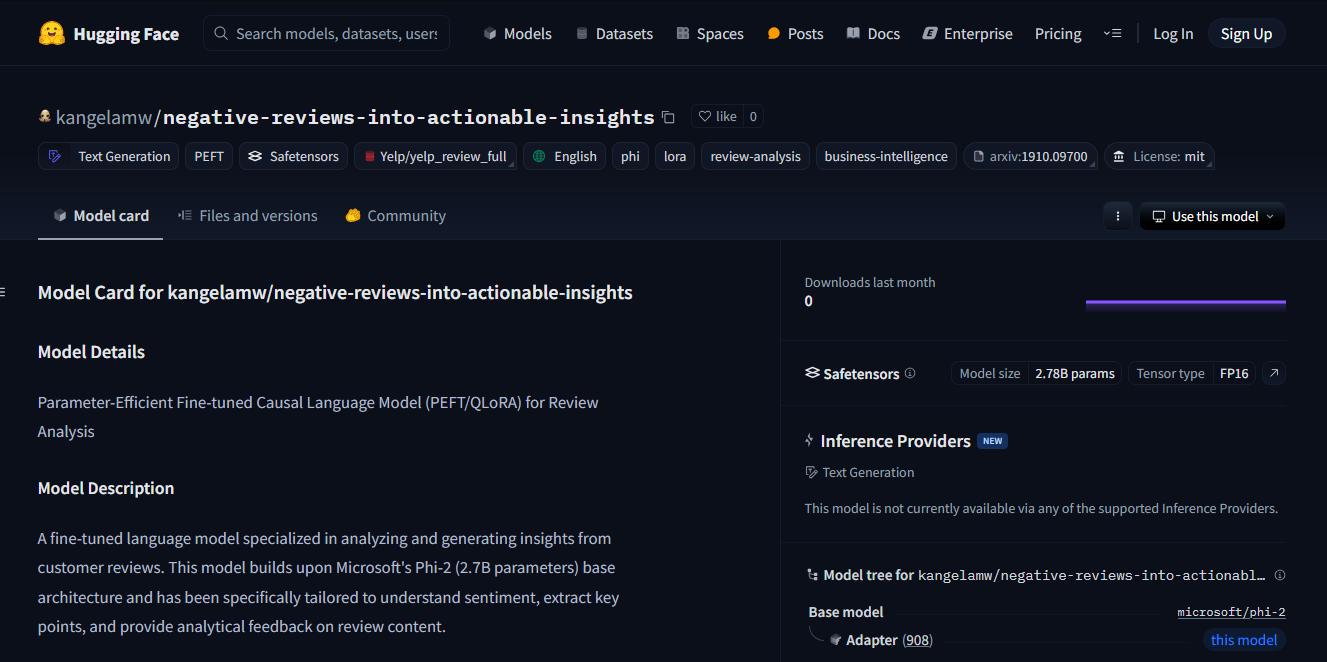 Hugging Face
Search models, datasets, users
Models
Datasets
Spaces
Posts
Docs
Enterprise
Pricing
Log In
Sign Up
kangelamw/negative-reviews-into-actionable-insights
like
0
Text Generation
PEFT
Safetensors
Yelp/yelp_review_full
English
phi
lora
review-analysis
business-intelligence
arxiv:1910.09700
License: mit
Model card
Files and versions
Community
Use this model
Model Card for kangelamw/negative-reviews-into-actionable-insights
Model Details
Parameter-Efficient Fine-tuned Causal Language Model (PEFT/QLoRA) for Review
Analysis
Model Description
A fine-tuned language model specialized in analyzing and generating insights from
customer reviews. This model builds upon Microsoft's Phi-2 (2.7B parameters) base
architecture and has been specifically tailored to understand sentiment, extract key
points, and provide analytical feedback on review content.
Downloads last month
0
Safetensors
Model size
2.78B params
Tensor type
FP16
Inference Providers
NEW
Text Generation
This model is not currently available via any of the supported Inference Providers.
Model tree for kangelamw/negative-reviews-into-actionabl…
Base model
microsoft/phi-2
Adapter (908)
this model